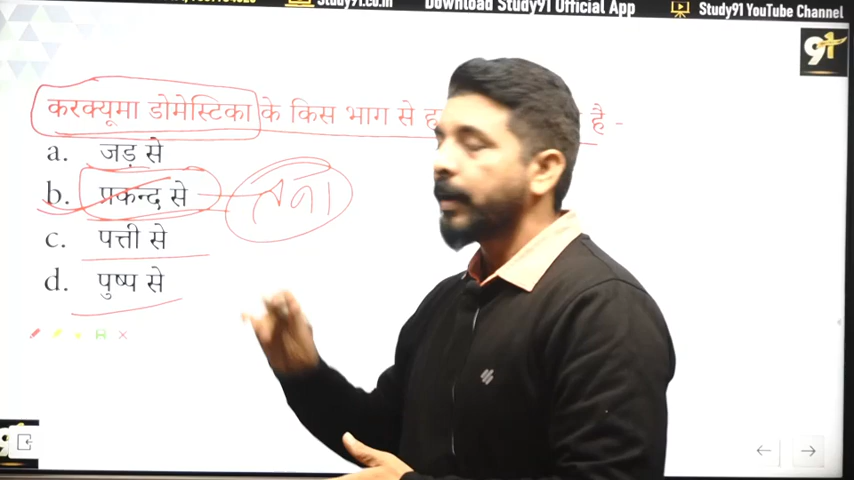 Study91.co.in
Download Study91 Official App
Study91 YouTube Channel
91
करक्यूमा डोमेस्टिका के किस भाग से ह है -
a. जड़ से
b. प्रकन्द से
तना
c. पत्ती से
d. पुष्प से